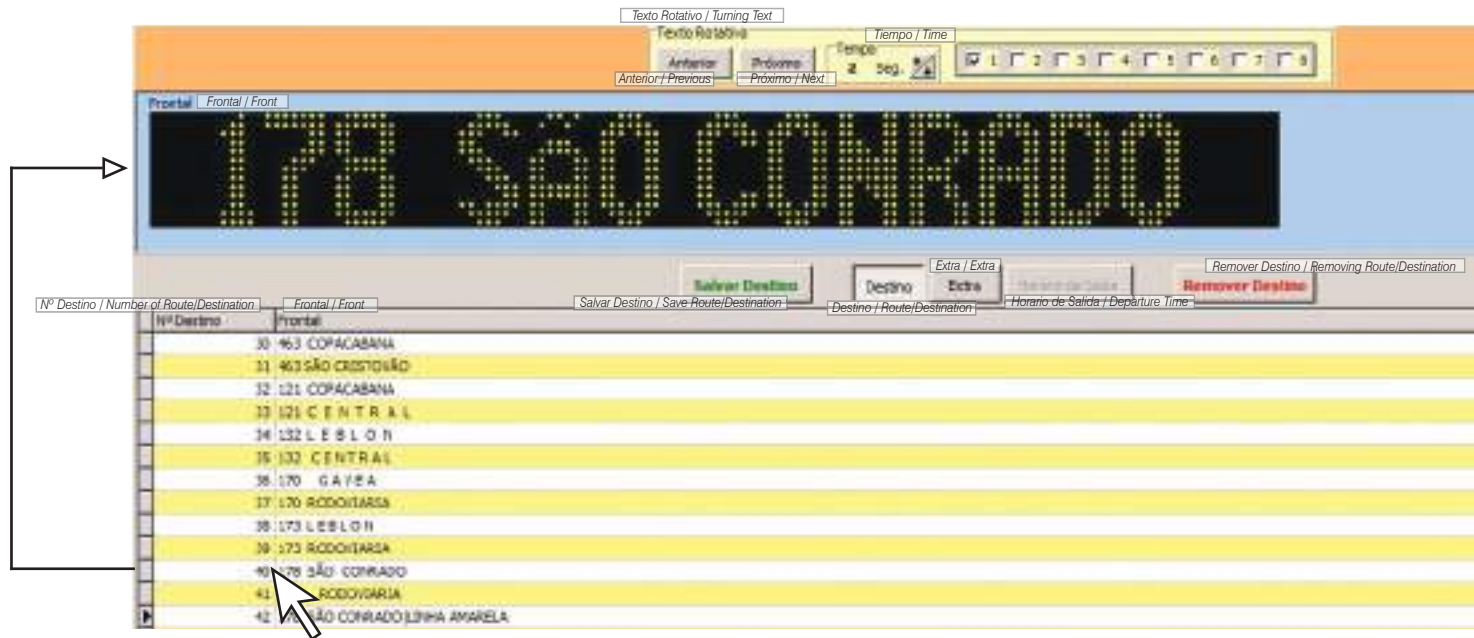 Texto Rotativo / Turning Text
Texto Rotativo
Tiempo / Time
Anterior Próximo Tempo 2 Seg. 1 2 3 4 5 6 7 8
Anterior / Previous Próximo / Next
Frontal Frontal / Front
178 SÃO CONRADO
Extra / Extra Remover Destino / Removing Route/Destination
Salvar Destino Destino Extra Remover Destino
Nº Destino / Number of Route/Destination Frontal / Front Salvar Destino / Save Route/Destination Destino / Route/Destination Horario de Salida / Departure Time
Nº Destino Frontal
30 463 COPACABANA
31 463 SÃO CRISTOVÃO
32 121 COPACABANA
33 121 C E N T R A L
34 132 L E B L O N
35 132 CENTRAL
36 170 GAVEA
37 170 RODOVIARIA
38 173 L E B L O N
39 173 RODOVIARIA
40 178 SÃO CONRADO
41 RODOVIARIA
42 SÃO CONRADO|LINHA AMARELA